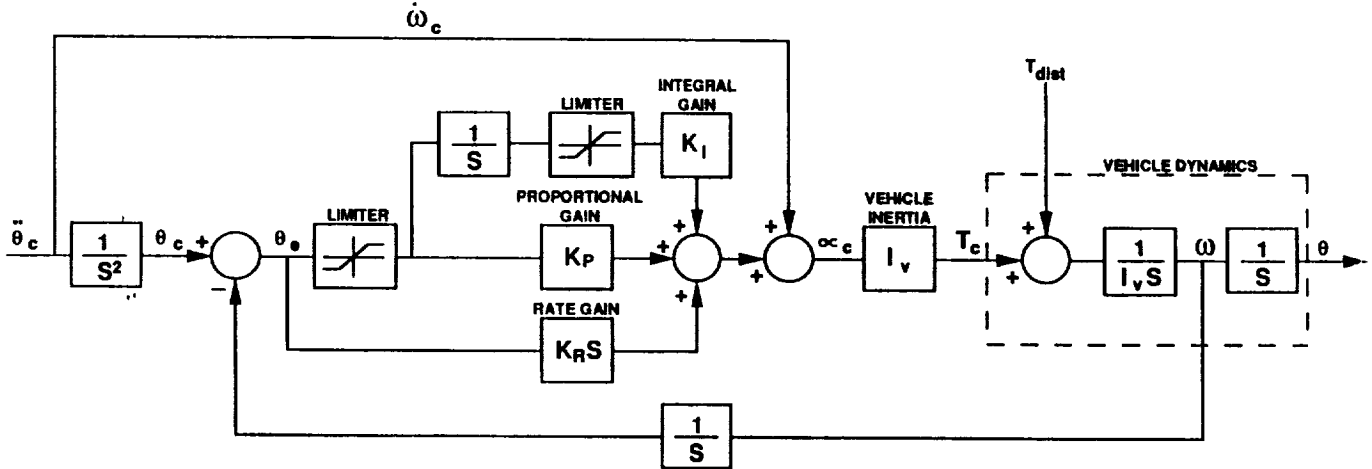 ω̇c
Tdist
INTEGRAL
GAIN
LIMITER
1
S
KI
VEHICLE DYNAMICS
PROPORTIONAL
GAIN
VEHICLE
INERTIA
LIMITER
θ̈c
1
S²
θc
+
−
θe
KP
+
+
+
+
+
∝c
Iv
Tc
+
+
1
IvS
ω
1
S
θ
RATE GAIN
KRS
1
S